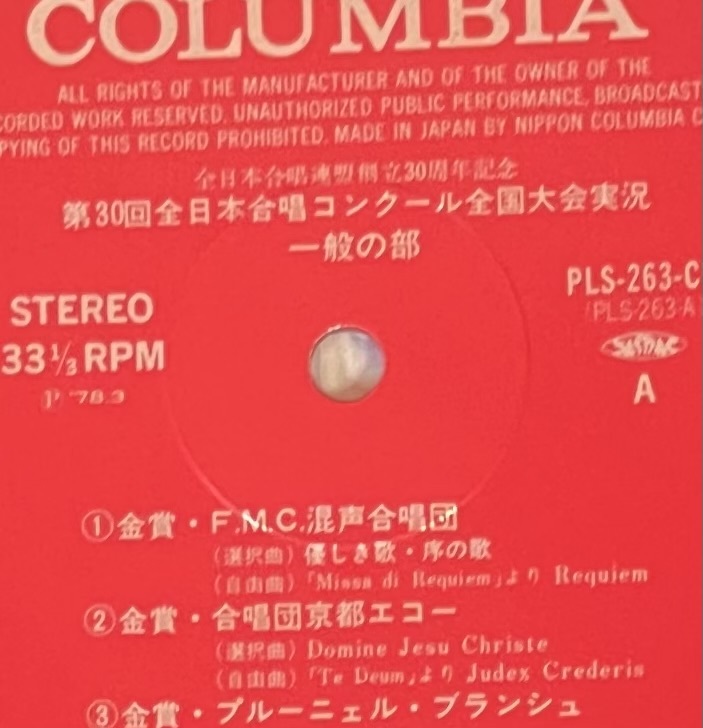 COLUMBIA
ALL RIGHTS OF THE MANUFACTURER AND OF THE OWNER OF THE
CORDED WORK RESERVED. UNAUTHORIZED PUBLIC PERFORMANCE, BROADCAST
PYING OF THIS RECORD PROHIBITED. MADE IN JAPAN BY NIPPON COLUMBIA C
全日本合唱連盟創立30周年記念
第30回全日本合唱コンクール全国大会実況
一般の部
STEREO
33⅓ RPM
Ⓟ '78.3
PLS-263-C
(PLS-263-A)
JASRAC
A
①金賞・F.M.C.混声合唱団
(選択曲) 優しき歌・序の歌
(自由曲)「Missa di Requiem」より Requiem
②金賞・合唱団京都エコー
(選択曲) Domine Jesu Christe
(自由曲)「Te Deum」より Judex Crederis
③金賞・プルーニェル・ブランシュ